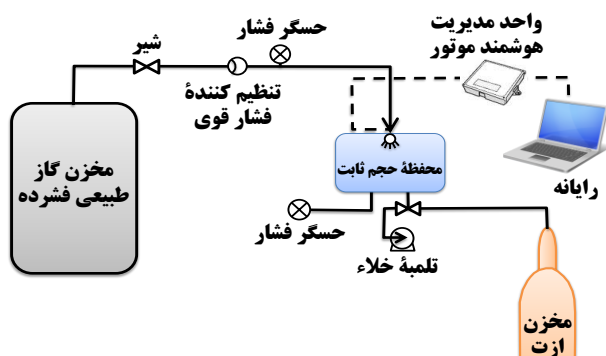 واحد مدیریت
هوشمند موتور
حسگر فشار
شیر
تنظیم کنندهٔ
فشار قوی
مخزن گاز
طبیعی فشرده
محفظهٔ حجم ثابت
رایانه
حسگر فشار
تلمبهٔ خلاء
مخزن
ازت